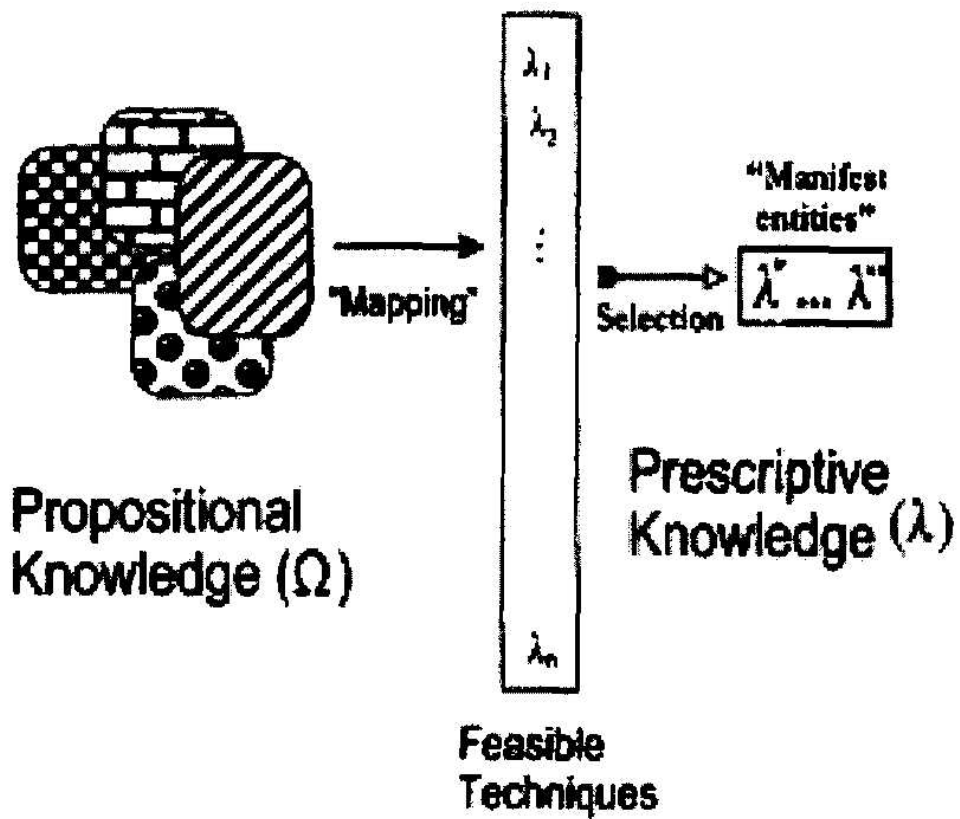 λ₁
λ₂
⋮
"Manifest
entities"
"Mapping"
Selection
λ* ... λ**
Propositional
Knowledge (Ω)
Prescriptive
Knowledge (λ)
λₙ
Feasible
Techniques